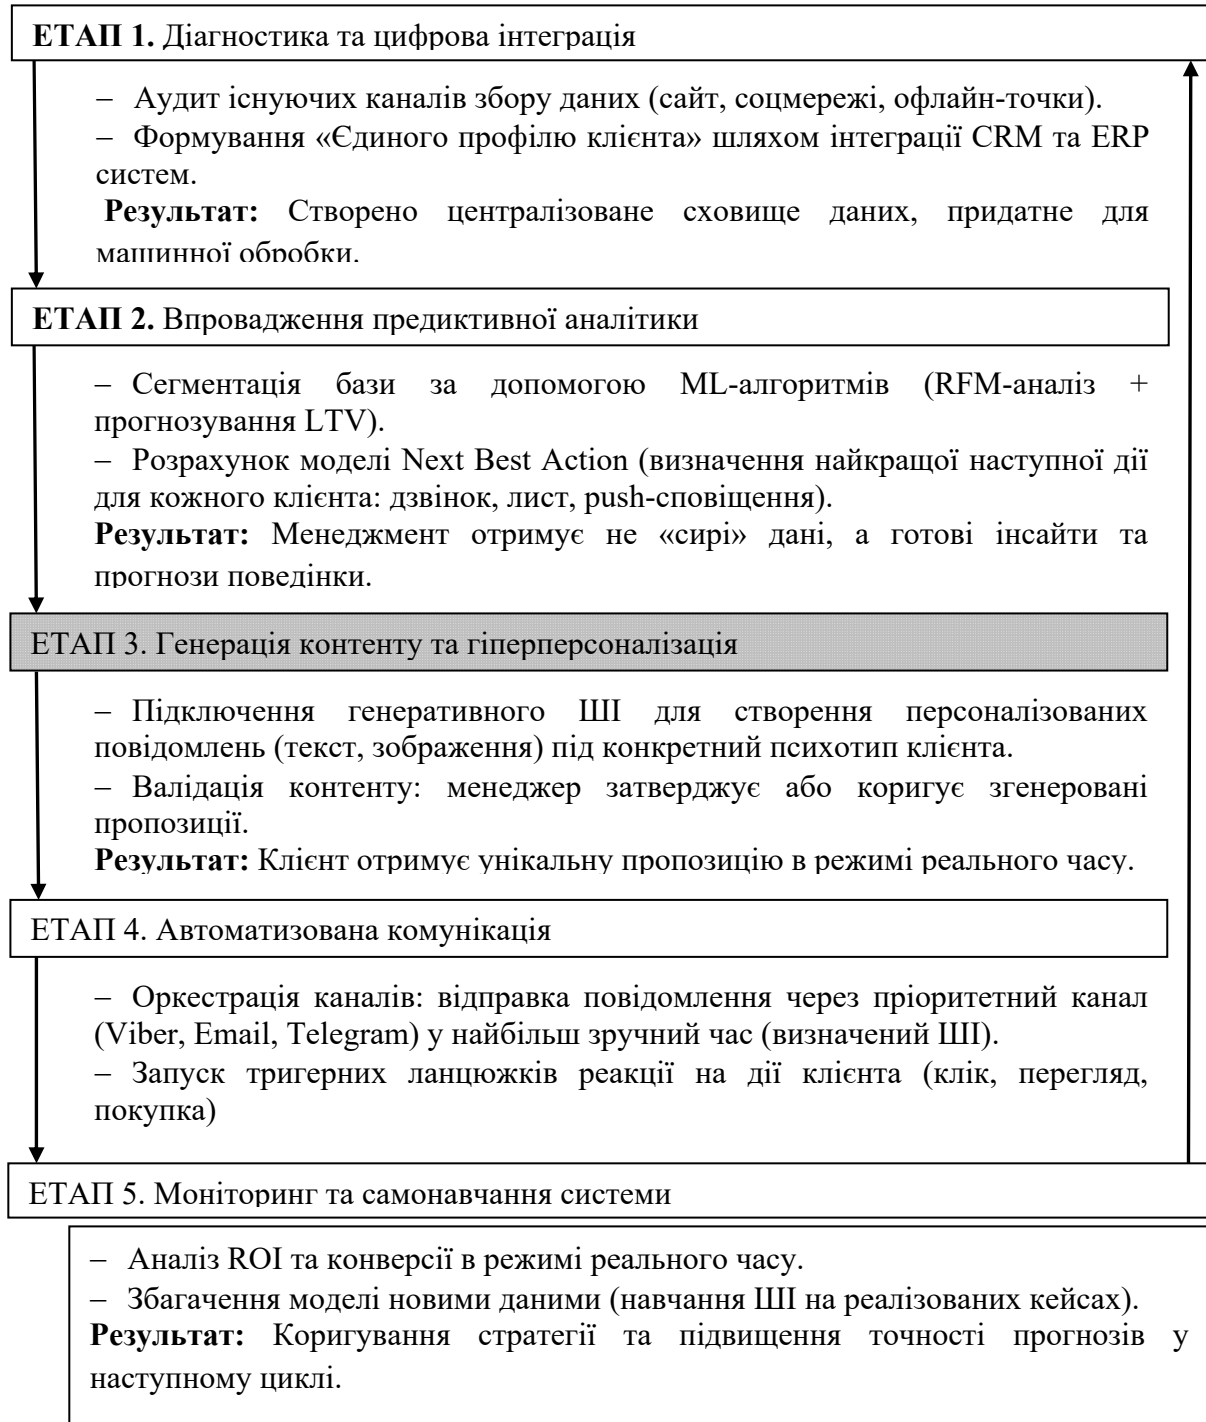 ЕТАП 1. Діагностика та цифрова інтеграція
− Аудит існуючих каналів збору даних (сайт, соцмережі, офлайн-точки).
− Формування «Єдиного профілю клієнта» шляхом інтеграції CRM та ERP
систем.
Результат: Створено централізоване сховище даних, придатне для
машинної обробки.
ЕТАП 2. Впровадження предиктивної аналітики
− Сегментація бази за допомогою ML-алгоритмів (RFM-аналіз +
прогнозування LTV).
− Розрахунок моделі Next Best Action (визначення найкращої наступної дії
для кожного клієнта: дзвінок, лист, push-сповіщення).
Результат: Менеджмент отримує не «сирі» дані, а готові інсайти та
прогнози поведінки.
ЕТАП 3. Генерація контенту та гіперперсоналізація
− Підключення генеративного ШІ для створення персоналізованих
повідомлень (текст, зображення) під конкретний психотип клієнта.
− Валідація контенту: менеджер затверджує або коригує згенеровані
пропозиції.
Результат: Клієнт отримує унікальну пропозицію в режимі реального часу.
ЕТАП 4. Автоматизована комунікація
− Оркестрація каналів: відправка повідомлення через пріоритетний канал
(Viber, Email, Telegram) у найбільш зручний час (визначений ШІ).
− Запуск тригерних ланцюжків реакції на дії клієнта (клік, перегляд,
покупка)
ЕТАП 5. Моніторинг та самонавчання системи
− Аналіз ROI та конверсії в режимі реального часу.
− Збагачення моделі новими даними (навчання ШІ на реалізованих кейсах).
Результат: Коригування стратегії та підвищення точності прогнозів у
наступному циклі.